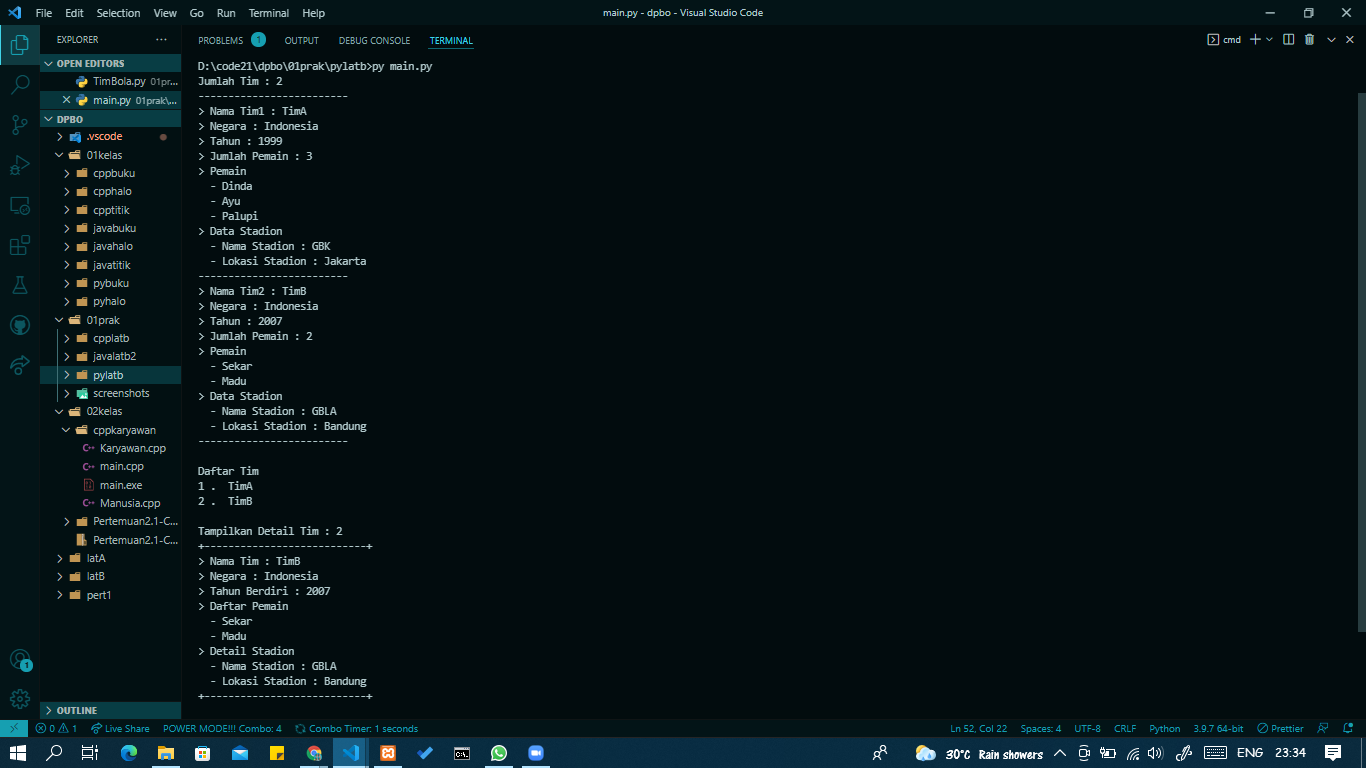 File Edit Selection View Go Run Terminal Help
main.py - dpbo - Visual Studio Code
EXPLORER
OPEN EDITORS
TimBola.py 01pr...
main.py 01prak\...
DPBO
.vscode
01kelas
cppbuku
cpphalo
cpptitik
javabuku
javahalo
javatitik
pybuku
pyhalo
01prak
cpplatb
javalatb2
pylatb
screenshots
02kelas
cppkaryawan
Karyawan.cpp
main.cpp
main.exe
Manusia.cpp
Pertemuan2.1-C...
Pertemuan2.1-C...
latA
latB
pert1
OUTLINE
1
PROBLEMS 1 OUTPUT DEBUG CONSOLE TERMINAL
cmd
D:\code21\dpbo\01prak\pylatb>py main.py
Jumlah Tim : 2
-------------------------
> Nama Tim1 : TimA
> Negara : Indonesia
> Tahun : 1999
> Jumlah Pemain : 3
> Pemain
- Dinda
- Ayu
- Palupi
> Data Stadion
- Nama Stadion : GBK
- Lokasi Stadion : Jakarta
-------------------------
> Nama Tim2 : TimB
> Negara : Indonesia
> Tahun : 2007
> Jumlah Pemain : 2
> Pemain
- Sekar
- Madu
> Data Stadion
- Nama Stadion : GBLA
- Lokasi Stadion : Bandung
-------------------------
Daftar Tim
1 . TimA
2 . TimB
Tampilkan Detail Tim : 2
+---------------------------+
> Nama Tim : TimB
> Negara : Indonesia
> Tahun Berdiri : 2007
> Daftar Pemain
- Sekar
- Madu
> Detail Stadion
- Nama Stadion : GBLA
- Lokasi Stadion : Bandung
+---------------------------+
0 1 Live Share POWER MODE!!! Combo: 4 Combo Timer: 1 seconds
Ln 52, Col 22 Spaces: 4 UTF-8 CRLF Python 3.9.7 64-bit Prettier
30°C Rain showers ENG 23:34